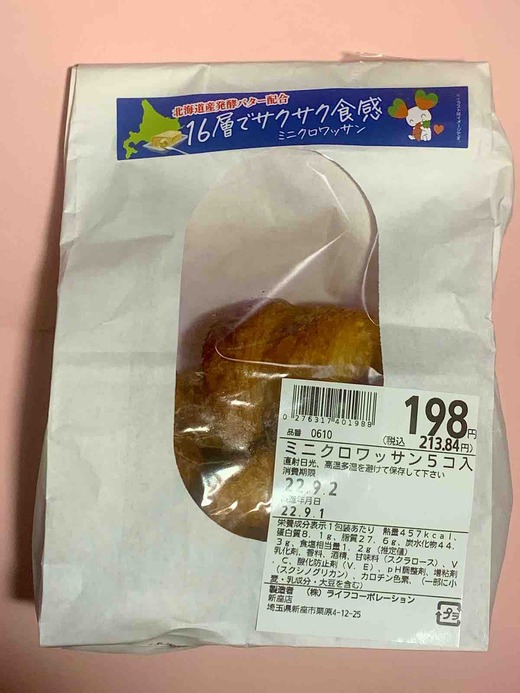 北海道産発酵バター配合
16層でサクサク食感
ミニクロワッサン
0 276317 401988
198円
品番 0610
(税込 213.84円)
ミニクロワッサン5コ入
直射日光、高温多湿を避けて保存して下さい
消費期限
22.9.2
年月日
22.9.1
栄養成分表示1包装あたり 熱量457kcal、
蛋白質8.1g、脂質27.6g、炭水化物44.
3g、食塩相当量1.2g(推定値)
乳化剤、香料、酒精、甘味料(スクラロース)、V.
C、酸化防止剤(V.E)、pH調整剤、増粘剤
(スクシノグリカン)、カロチン色素、(一部に小
麦・乳成分・大豆を含む)
製造者 (株)ライフコーポレーション
新座店
埼玉県新座市栗原4-12-25
プラ